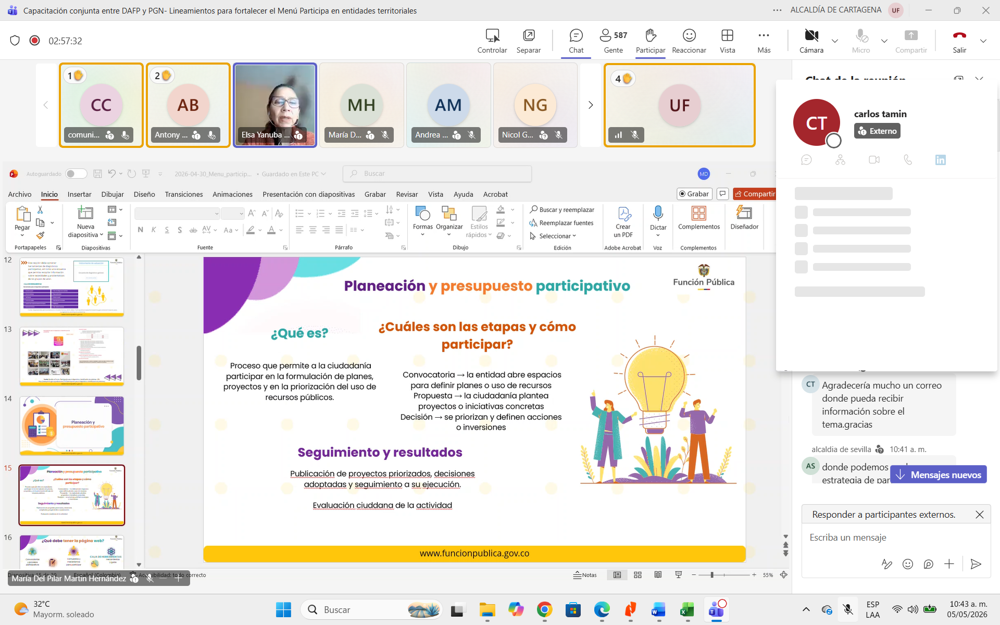 Capacitación conjunta entre DAFP y PGN- Lineamientos para fortalecer el Menú Participa en entidades territoriales
ALCALDÍA DE CARTAGENA
UF
02:57:32
Controlar
Separar
Chat
587
Gente
Participar
Reaccionar
Vista
Más
Cámara
Micro
Compartir
Salir
1
CC
comuni...
2
AB
Antony ...
Elsa Yanuba ...
MH
María D...
AM
Andrea ...
NG
Nicol G...
4
UF
CT
carlos tamin
Externo
Autoguardado
2026-04-30_Menu_particip... • Guardado en Este PC
Buscar
MD
Archivo
Inicio
Insertar
Dibujar
Diseño
Transiciones
Animaciones
Presentación con diapositivas
Grabar
Revisar
Vista
Ayuda
Acrobat
Grabar
Compartir
Pegar
Portapapeles
Nueva
diapositiva
Diapositivas
Fuente
Párrafo
Formas
Organizar
Estilos
rápidos
Dibujo
Buscar y reemplazar
Reemplazar fuentes
Seleccionar
Edición
Crear
un PDF
Adobe Acrobat
Dictar
Voz
Complementos
Complementos
Diseñador
12
13
14
Planeación y
presupuesto participativo
15
16
¿Qué debe tener la página web?
Planeación y presupuesto participativo
Función Pública
¿Qué es?
Proceso que permite a la ciudadanía
participar en la formulación de planes,
proyectos y en la priorización del uso de
recursos públicos.
¿Cuáles son las etapas y cómo
participar?
Convocatoria → la entidad abre espacios
para definir planes o uso de recursos
Propuesta → la ciudadanía plantea
proyectos o iniciativas concretas
Decisión → se priorizan y definen acciones
o inversiones
Seguimiento y resultados
Publicación de proyectos priorizados, decisiones
adoptadas y seguimiento a su ejecución.
Evaluación ciuddana de la actividad
www.funcionpublica.gov.co
María Del Pilar Martín Hernández
Notas
55%
CT
Agradecería mucho un correo
donde pueda recibir
información sobre el
tema.gracias
alcaldia de sevilla 10:41 a. m.
AS
donde podemos
estrategia de par
Mensajes nuevos
Responder a participantes externos.
Escriba un mensaje
32°C
Mayorm. soleado
Buscar
ESP
LAA
10:43 a. m.
05/05/2026